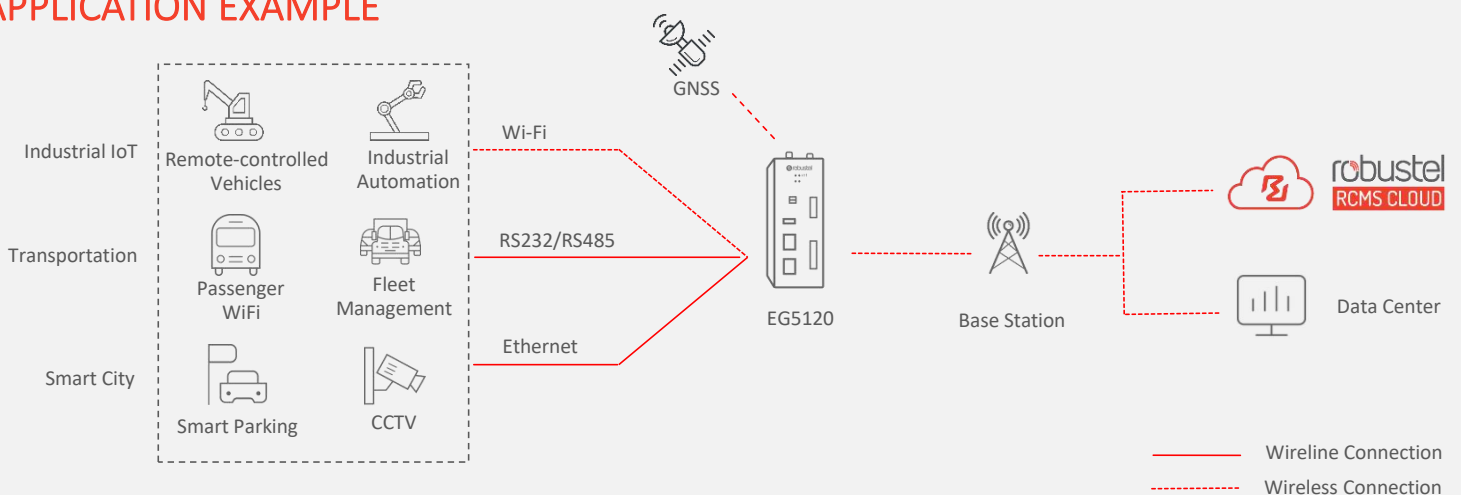 APPLICATION EXAMPLE
GNSS
Industrial IoT
Remote-controlled
Vehicles
Industrial
Automation
Wi-Fi
robustel
robustel
RCMS CLOUD
Transportation
Passenger
WiFi
Fleet
Management
RS232/RS485
EG5120
Base Station
Data Center
Smart City
Smart Parking
CCTV
Ethernet
Wireline Connection
Wireless Connection